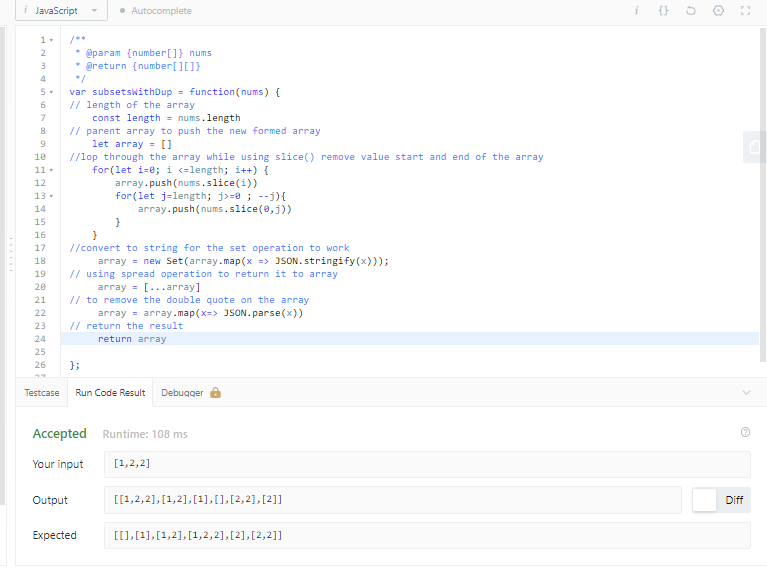 i JavaScript
Autocomplete
i {}
1 /**
2 * @param {number[]} nums
3 * @return {number[][]}
4 */
5 var subsetsWithDup = function(nums) {
6 // length of the array
7 const length = nums.length
8 // parent array to push the new formed array
9 let array = []
10 //lop through the array while using slice() remove value start and end of the array
11 for(let i=0; i <=length; i++) {
12 array.push(nums.slice(i))
13 for(let j=length; j>=0 ; --j){
14 array.push(nums.slice(0,j))
15 }
16 }
17 //convert to string for the set operation to work
18 array = new Set(array.map(x => JSON.stringify(x)));
19 // using spread operation to return it to array
20 array = [...array]
21 // to remove the double quote on the array
22 array = array.map(x=> JSON.parse(x))
23 // return the result
24 return array
25
26 };
Testcase Run Code Result Debugger
Accepted Runtime: 108 ms
Your input [1,2,2]
Output [[1,2,2],[1,2],[1],[],[2,2],[2]] Diff
Expected [[],[1],[1,2],[1,2,2],[2],[2,2]]